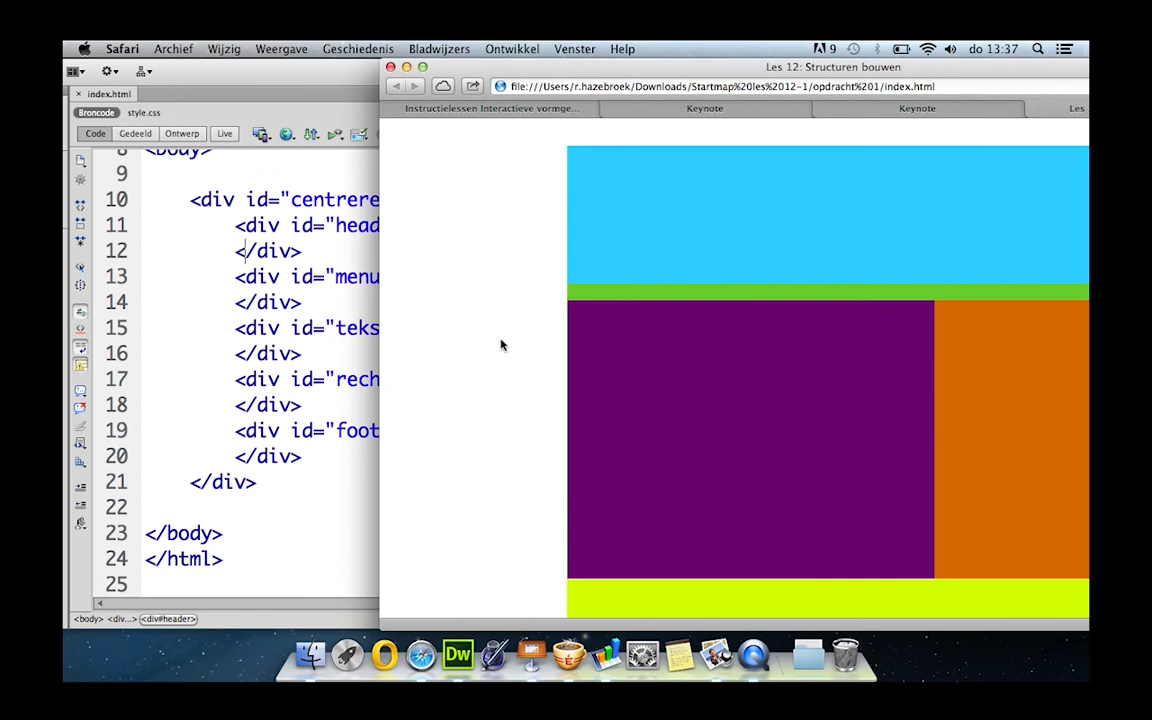 Safari Archief Wijzig Weergave Geschiedenis Bladwijzers Ontwikkel Venster Help 9 do 13:37
Les 12: Structuren bouwen
index.html
file:///Users/r.hazebroek/Downloads/Startmap%20les%2012-1/opdracht%201/index.html
Broncode style.css
Instructielessen Interactieve vormge... Keynote Keynote Les
Code Gedeeld Ontwerp Live
8 <body>
9
10 <div id="centrere
11 <div id="head
12 </div>
13 <div id="menu
14 </div>
15 <div id="teks
16 </div>
17 <div id="rech
18 </div>
19 <div id="foot
20 </div>
21 </div>
22
23 </body>
24 </html>
25
<body> <div...> <div#header>
Dw